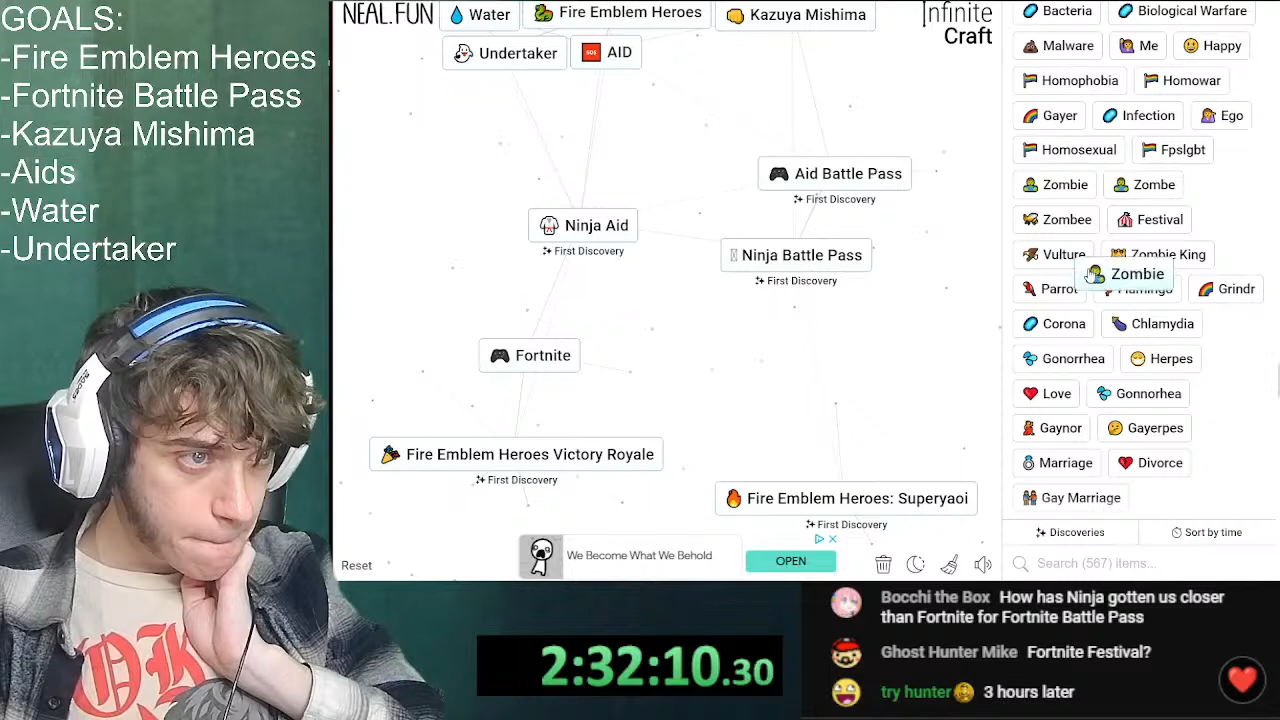 GOALS:
-Fire Emblem Heroes
-Fortnite Battle Pass
-Kazuya Mishima
-Aids
-Water
-Undertaker
NEAL.FUN
Water
Fire Emblem Heroes
Kazuya Mishima
Infinite
Craft
Undertaker
AID
Aid Battle Pass
First Discovery
Ninja Aid
First Discovery
Ninja Battle Pass
First Discovery
Fortnite
Fire Emblem Heroes Victory Royale
First Discovery
Fire Emblem Heroes: Superyaoi
First Discovery
We Become What We Behold
OPEN
Reset
Bacteria
Biological Warfare
Malware
Me
Happy
Homophobia
Homowar
Gayer
Infection
Ego
Homosexual
Fpslgbt
Zombie
Zombe
Zombee
Festival
Vulture
Zombie King
Zombie
Parrot
Flamingo
Grindr
Corona
Chlamydia
Gonorrhea
Herpes
Love
Gonnorhea
Gaynor
Gayerpes
Marriage
Divorce
Gay Marriage
Discoveries
Sort by time
Search (567) items...
2:32:10.30
Bocchi the Box How has Ninja gotten us closer
than Fortnite for Fortnite Battle Pass
Ghost Hunter Mike Fortnite Festival?
try hunter 3 hours later